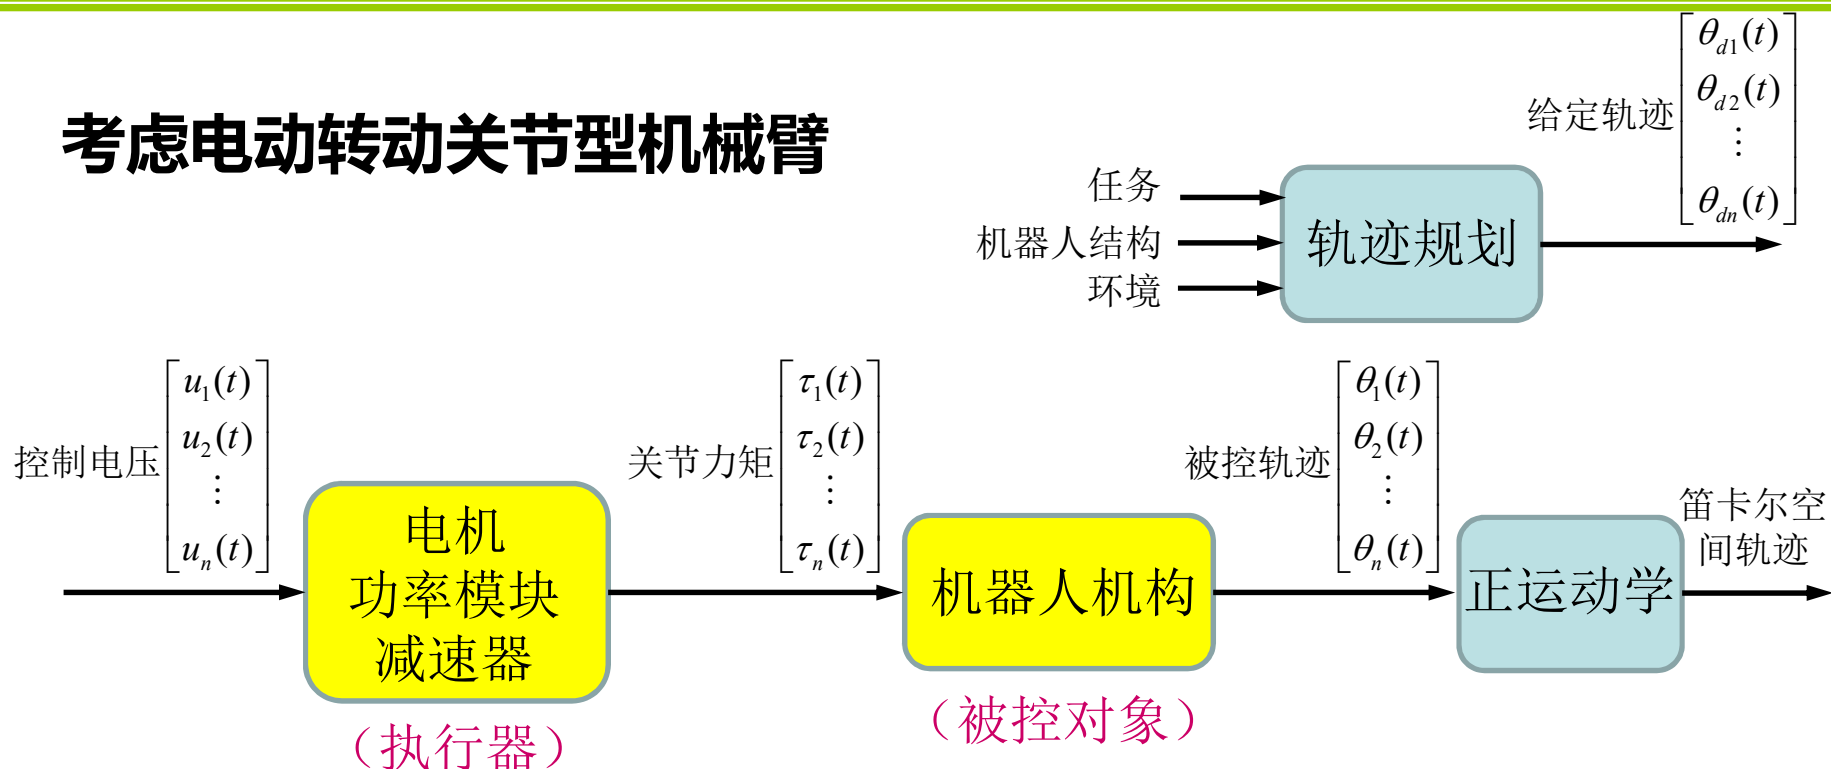 考虑电动转动关节型机械臂
给定轨迹
θd1(t)
θd2(t)
⋮
θdn(t)
任务
机器人结构
环境
轨迹规划
控制电压
u1(t)
u2(t)
⋮
un(t)
电机
功率模块
减速器
（执行器）
关节力矩
τ1(t)
τ2(t)
⋮
τn(t)
机器人机构
（被控对象）
被控轨迹
θ1(t)
θ2(t)
⋮
θn(t)
正运动学
笛卡尔空
间轨迹